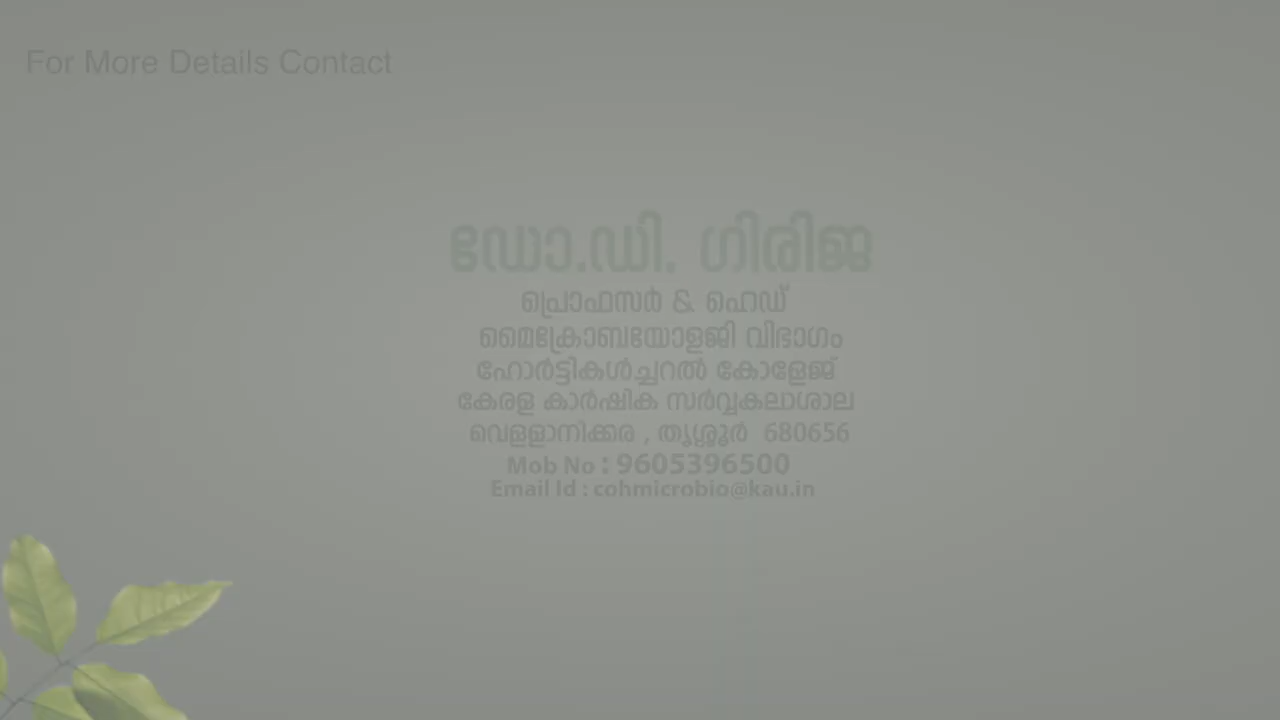 For More Details Contact
ഡോ.ഡി. ഗിരിജ
പ്രൊഫസർ & ഹെഡ്
മൈക്രോബയോളജി വിഭാഗം
ഹോർട്ടികൾച്ചറൽ കോളേജ്
കേരള കാർഷിക സർവ്വകലാശാല
വെളളാനിക്കര , തൃശ്ശൂർ 680656
Mob No : 9605396500
Email Id : cohmicrobio@kau.in